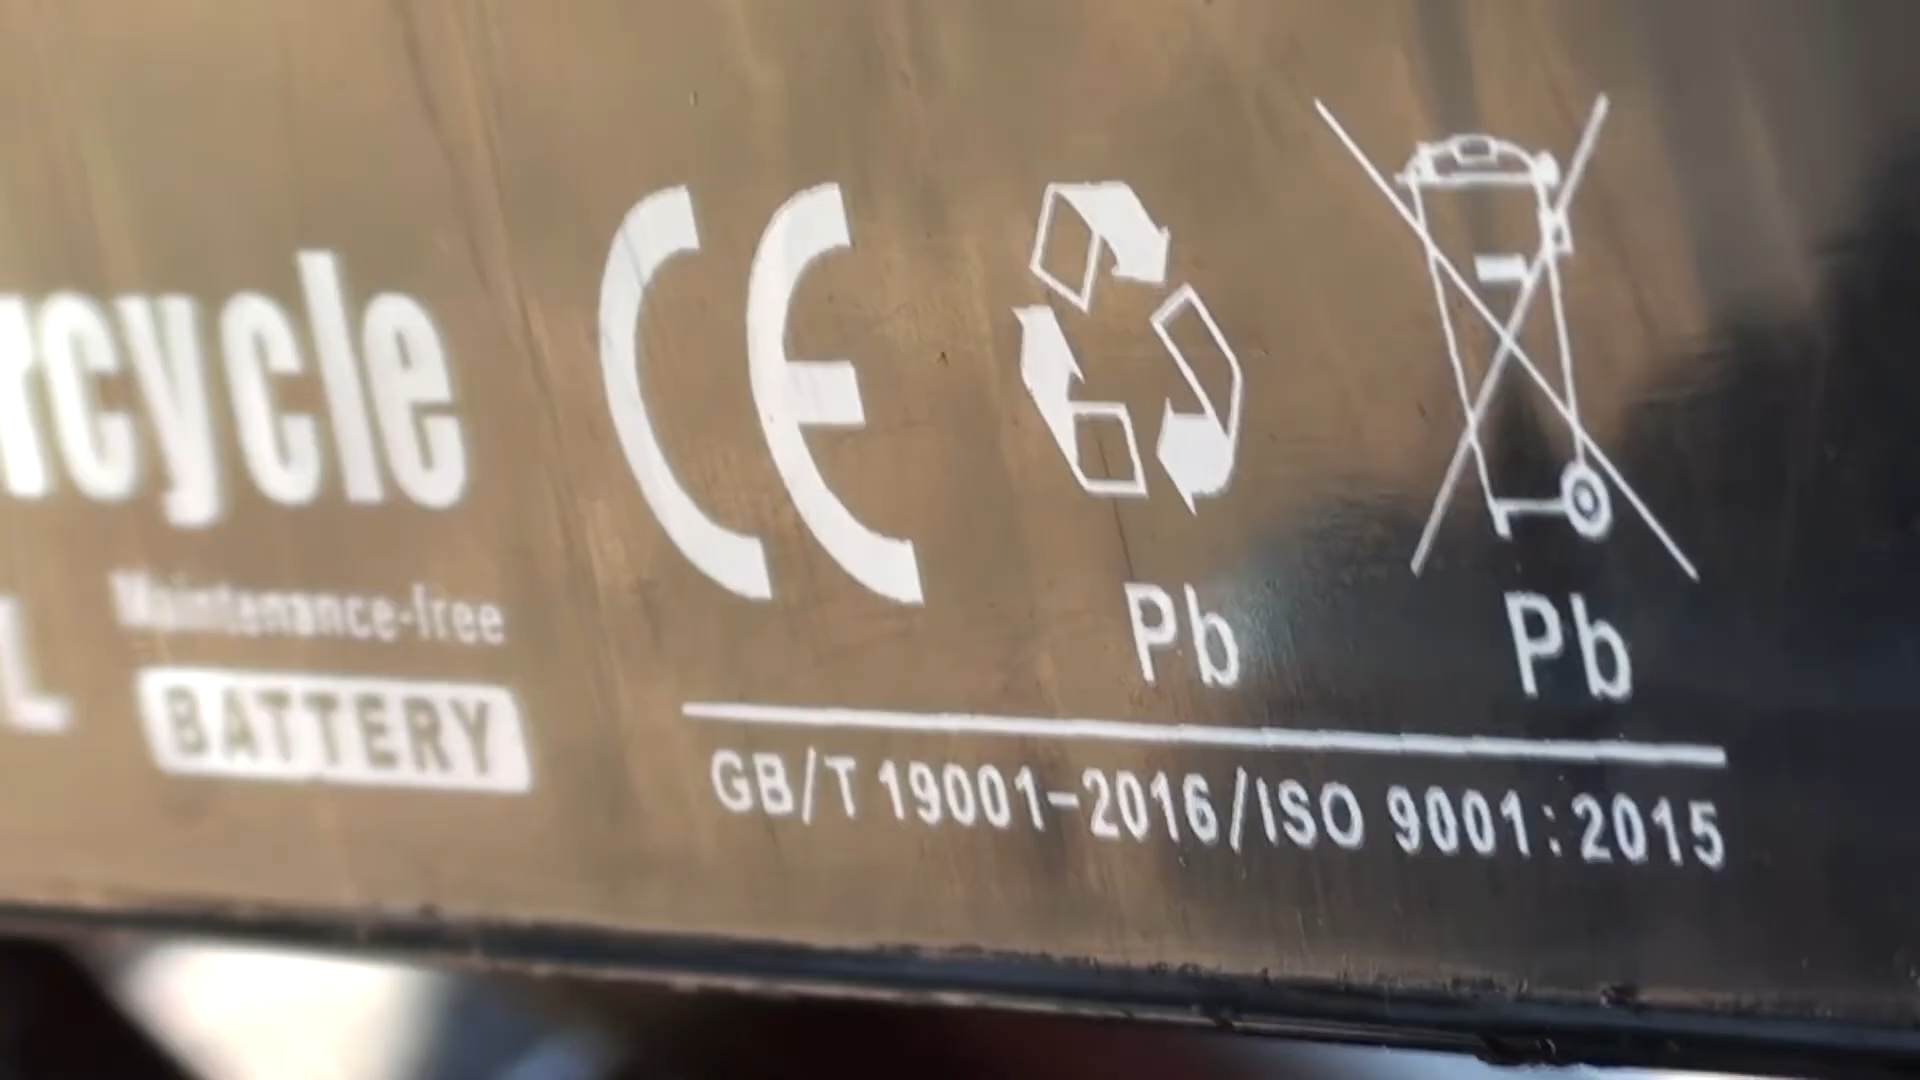 rcycle
L
Maintenance-free
BATTERY
CE
Pb
Pb
GB/T 19001-2016/ISO 9001:2015